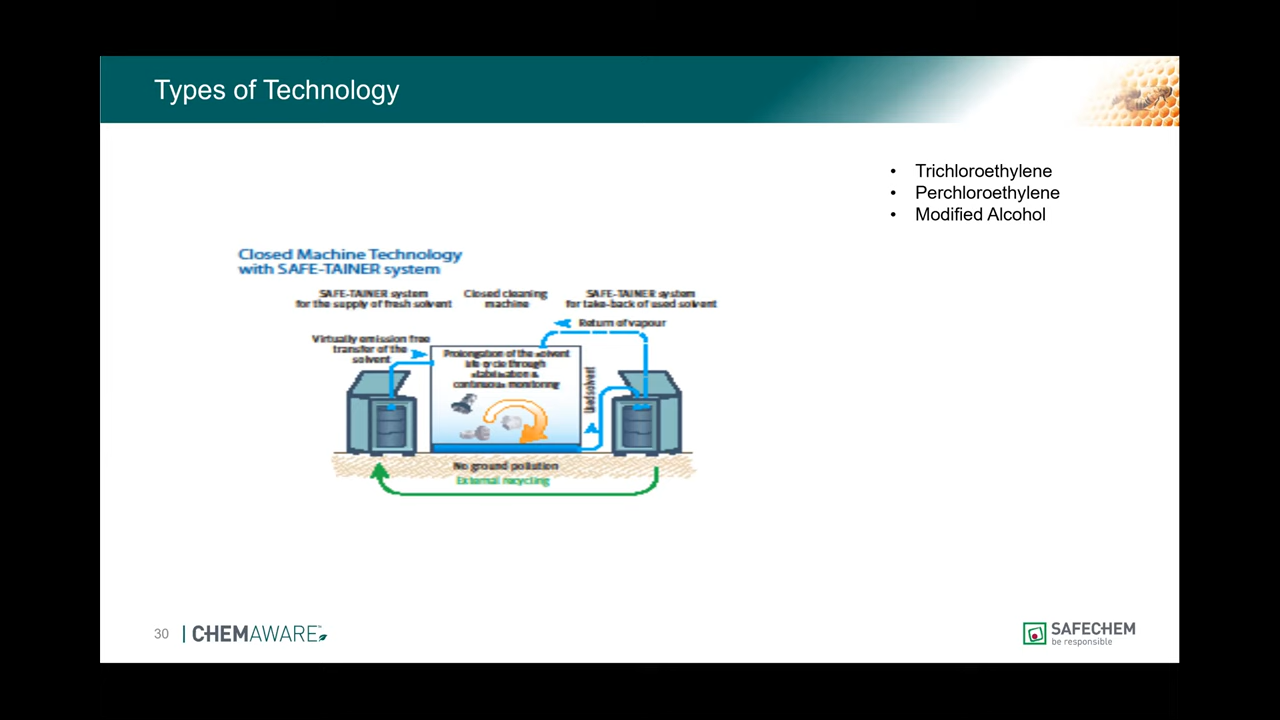 Types of Technology
• Trichloroethylene
• Perchloroethylene
• Modified Alcohol
Closed Machine Technology
with SAFE-TAINER system
SAFE-TAINER system
for the supply of fresh solvent
Closed cleaning
machine
SAFE-TAINER system
for take-back of used solvent
Return of vapour
Virtually emission free
transfer of the
solvent
Prolongation of the solvent
life cycle through
stabilisation &
continuous monitoring
Used solvent
No ground pollution
External recycling
30
CHEMAWARE™
SAFECHEM
be responsible